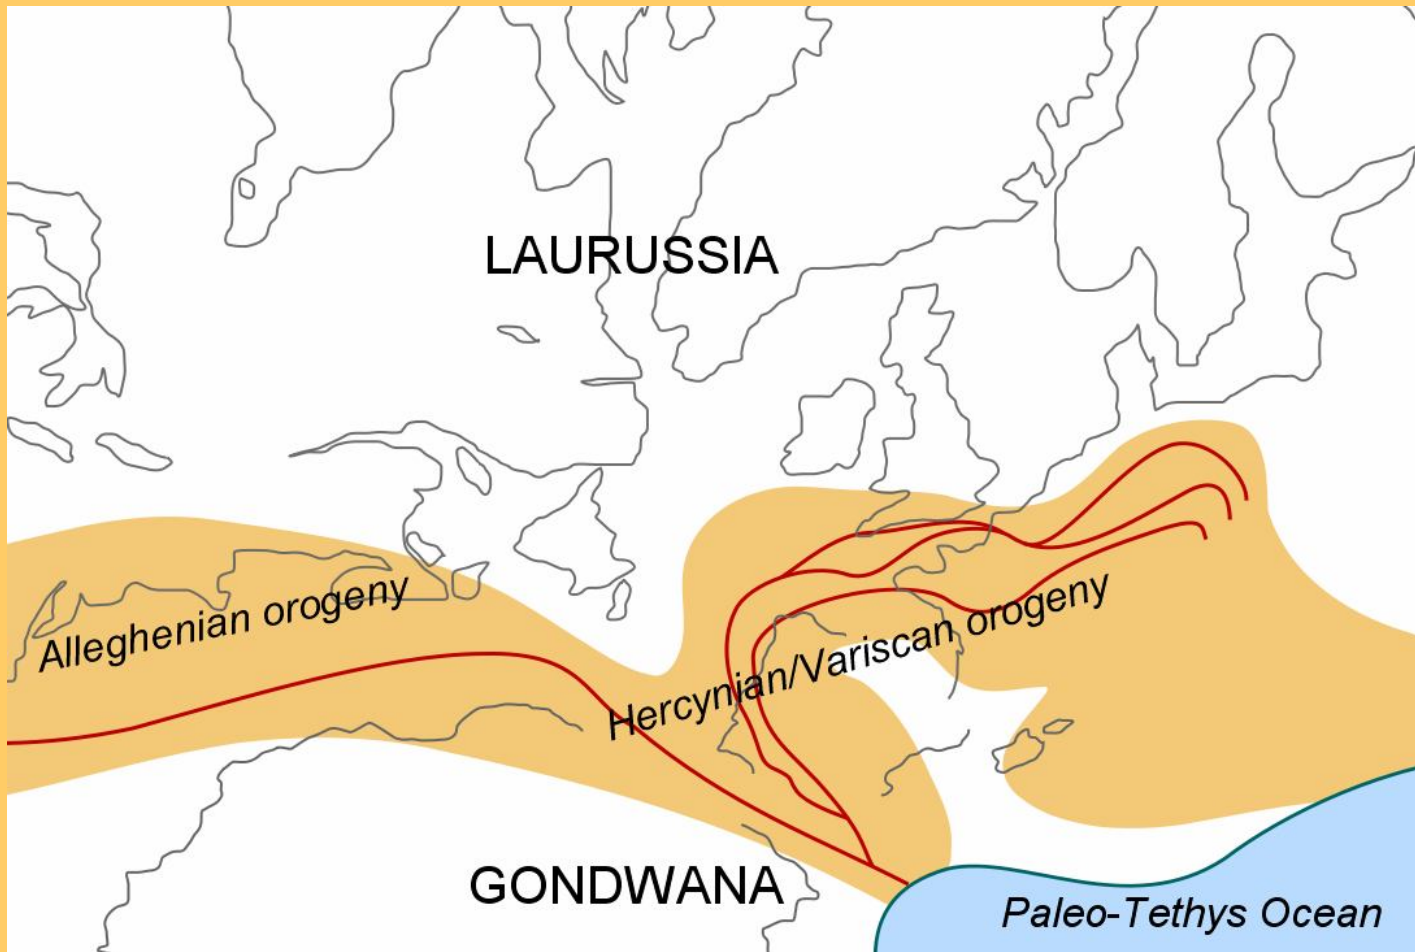 LAURUSSIA
Alleghenian orogeny
Hercynian/Variscan orogeny
GONDWANA
Paleo-Tethys Ocean